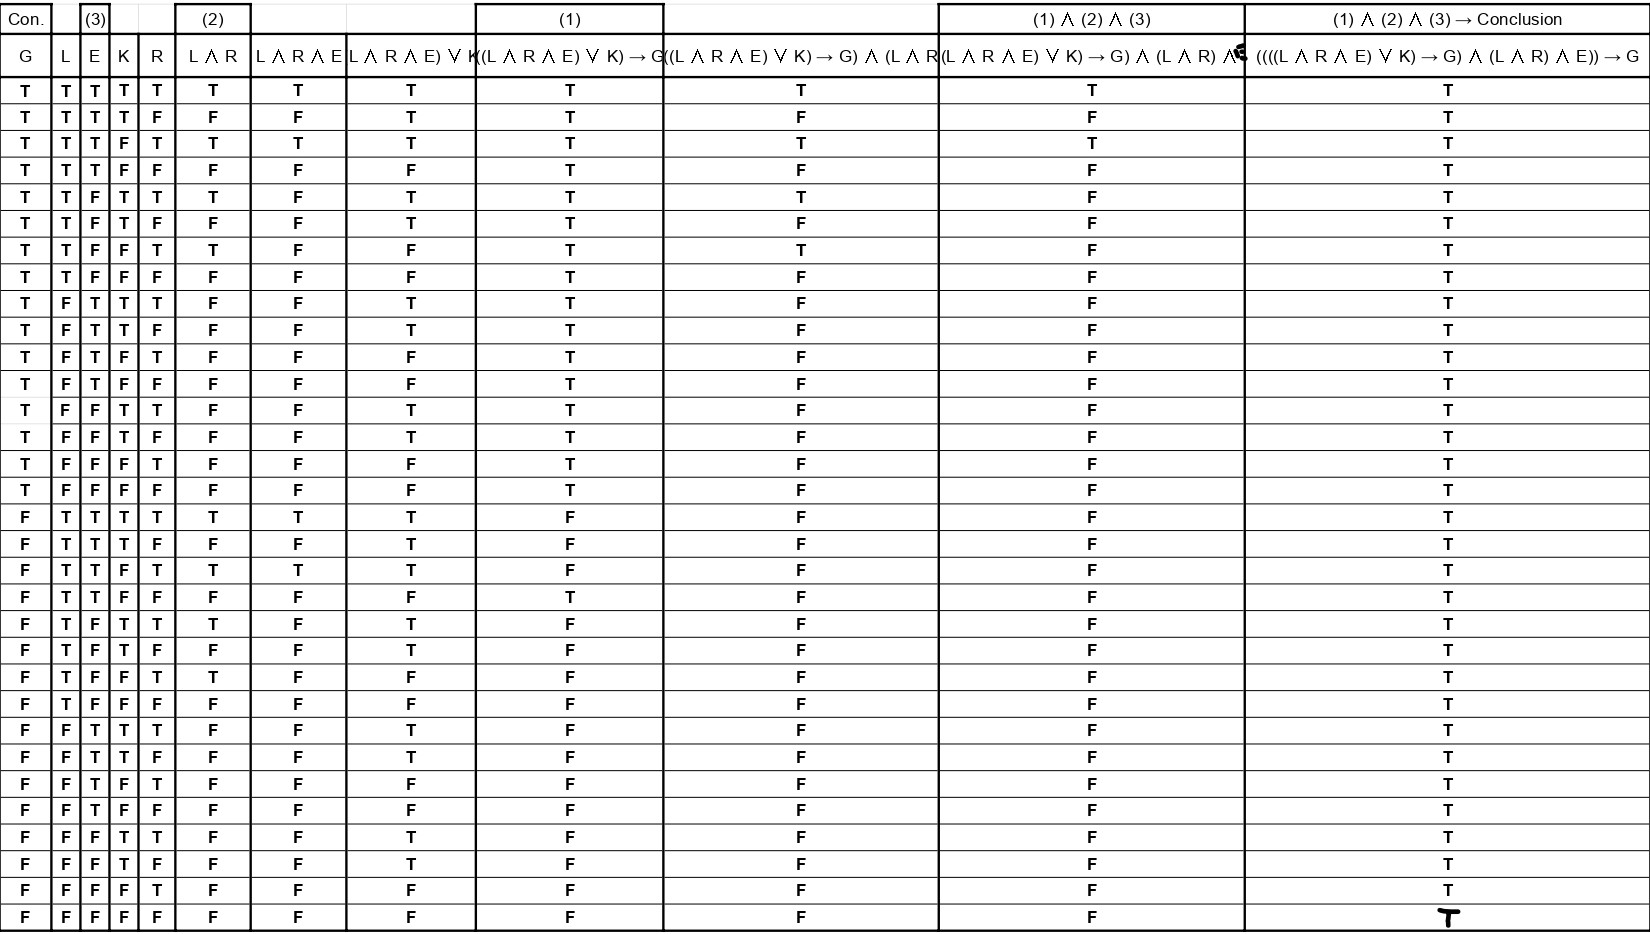 Con. (3) (2) (1) (1) ∧ (2) ∧ (3) (1) ∧ (2) ∧ (3) → Conclusion
G L E K R L ∧ R L ∧ R ∧ E L ∧ R ∧ E) ∨ K ((L ∧ R ∧ E) ∨ K) → G ((L ∧ R ∧ E) ∨ K) → G) ∧ (L ∧ R (L ∧ R ∧ E) ∨ K) → G) ∧ (L ∧ R) ∧ E ((((L ∧ R ∧ E) ∨ K) → G) ∧ (L ∧ R) ∧ E)) → G
T T T T T T T T T T T T
T T T T F F F T T F F T
T T T F T T T T T T T T
T T T F F F F F T F F T
T T F T T T F T T T F T
T T F T F F F T T F F T
T T F F T T F F T T F T
T T F F F F F F T F F T
T F T T T F F T T F F T
T F T T F F F T T F F T
T F T F T F F F T F F T
T F T F F F F F T F F T
T F F T T F F T T F F T
T F F T F F F T T F F T
T F F F T F F F T F F T
T F F F F F F F T F F T
F T T T T T T T F F F T
F T T T F F F T F F F T
F T T F T T T T F F F T
F T T F F F F F T F F T
F T F T T T F T F F F T
F T F T F F F T F F F T
F T F F T T F F F F F T
F T F F F F F F F F F T
F F T T T F F T F F F T
F F T T F F F T F F F T
F F T F T F F F F F F T
F F T F F F F F F F F T
F F F T T F F T F F F T
F F F T F F F T F F F T
F F F F T F F F F F F T
F F F F F F F F F F F T